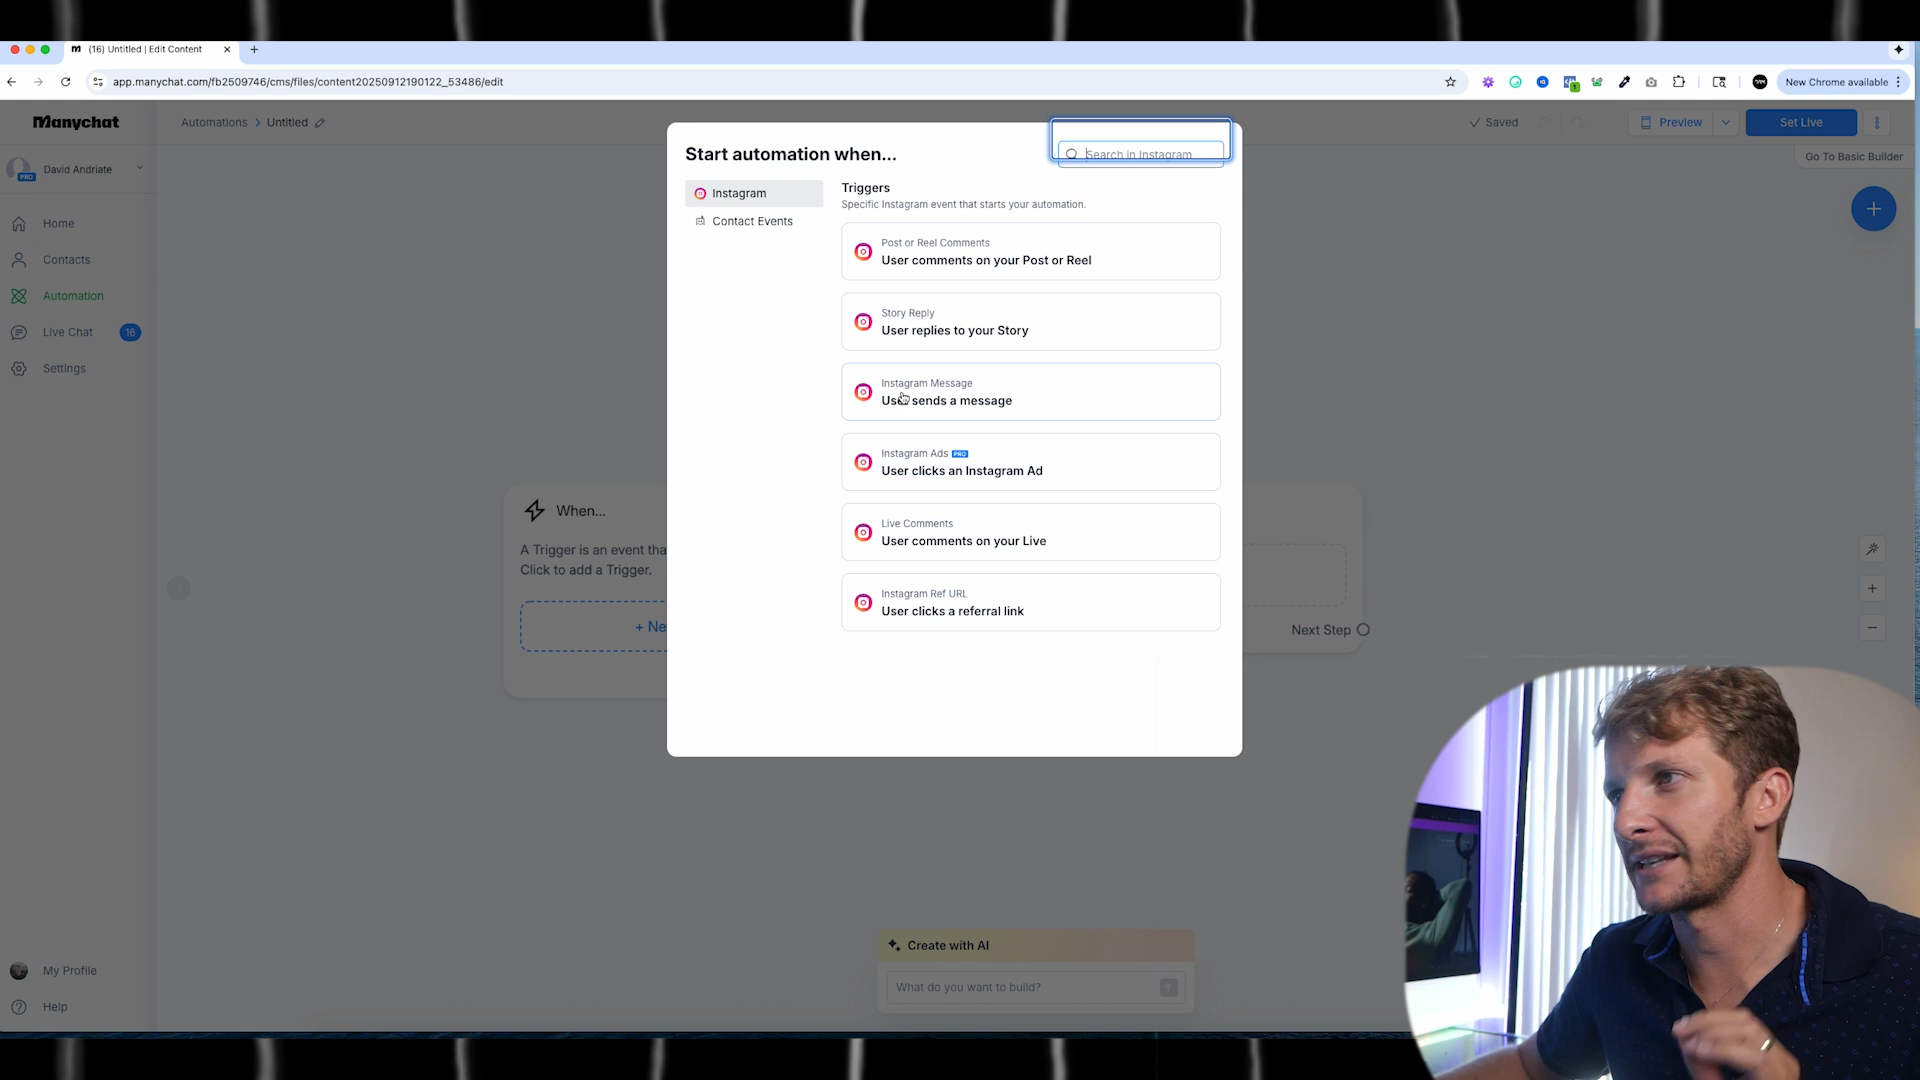 (16) Untitled | Edit Content
app.manychat.com/fb2509746/cms/files/content20250912190122_53486/edit
New Chrome available
Manychat
Automations > Untitled
Saved
Preview
Set Live
Go To Basic Builder
David Andriate
PRO
Home
Contacts
Automation
Live Chat 16
Settings
My Profile
Help
Start automation when...
Search in Instagram
Instagram
Contact Events
Triggers
Specific Instagram event that starts your automation.
Post or Reel Comments
User comments on your Post or Reel
Story Reply
User replies to your Story
Instagram Message
User sends a message
Instagram Ads PRO
User clicks an Instagram Ad
Live Comments
User comments on your Live
Instagram Ref URL
User clicks a referral link
When...
A Trigger is an event tha
Click to add a Trigger.
+ Ne
Next Step
Create with AI
What do you want to build?